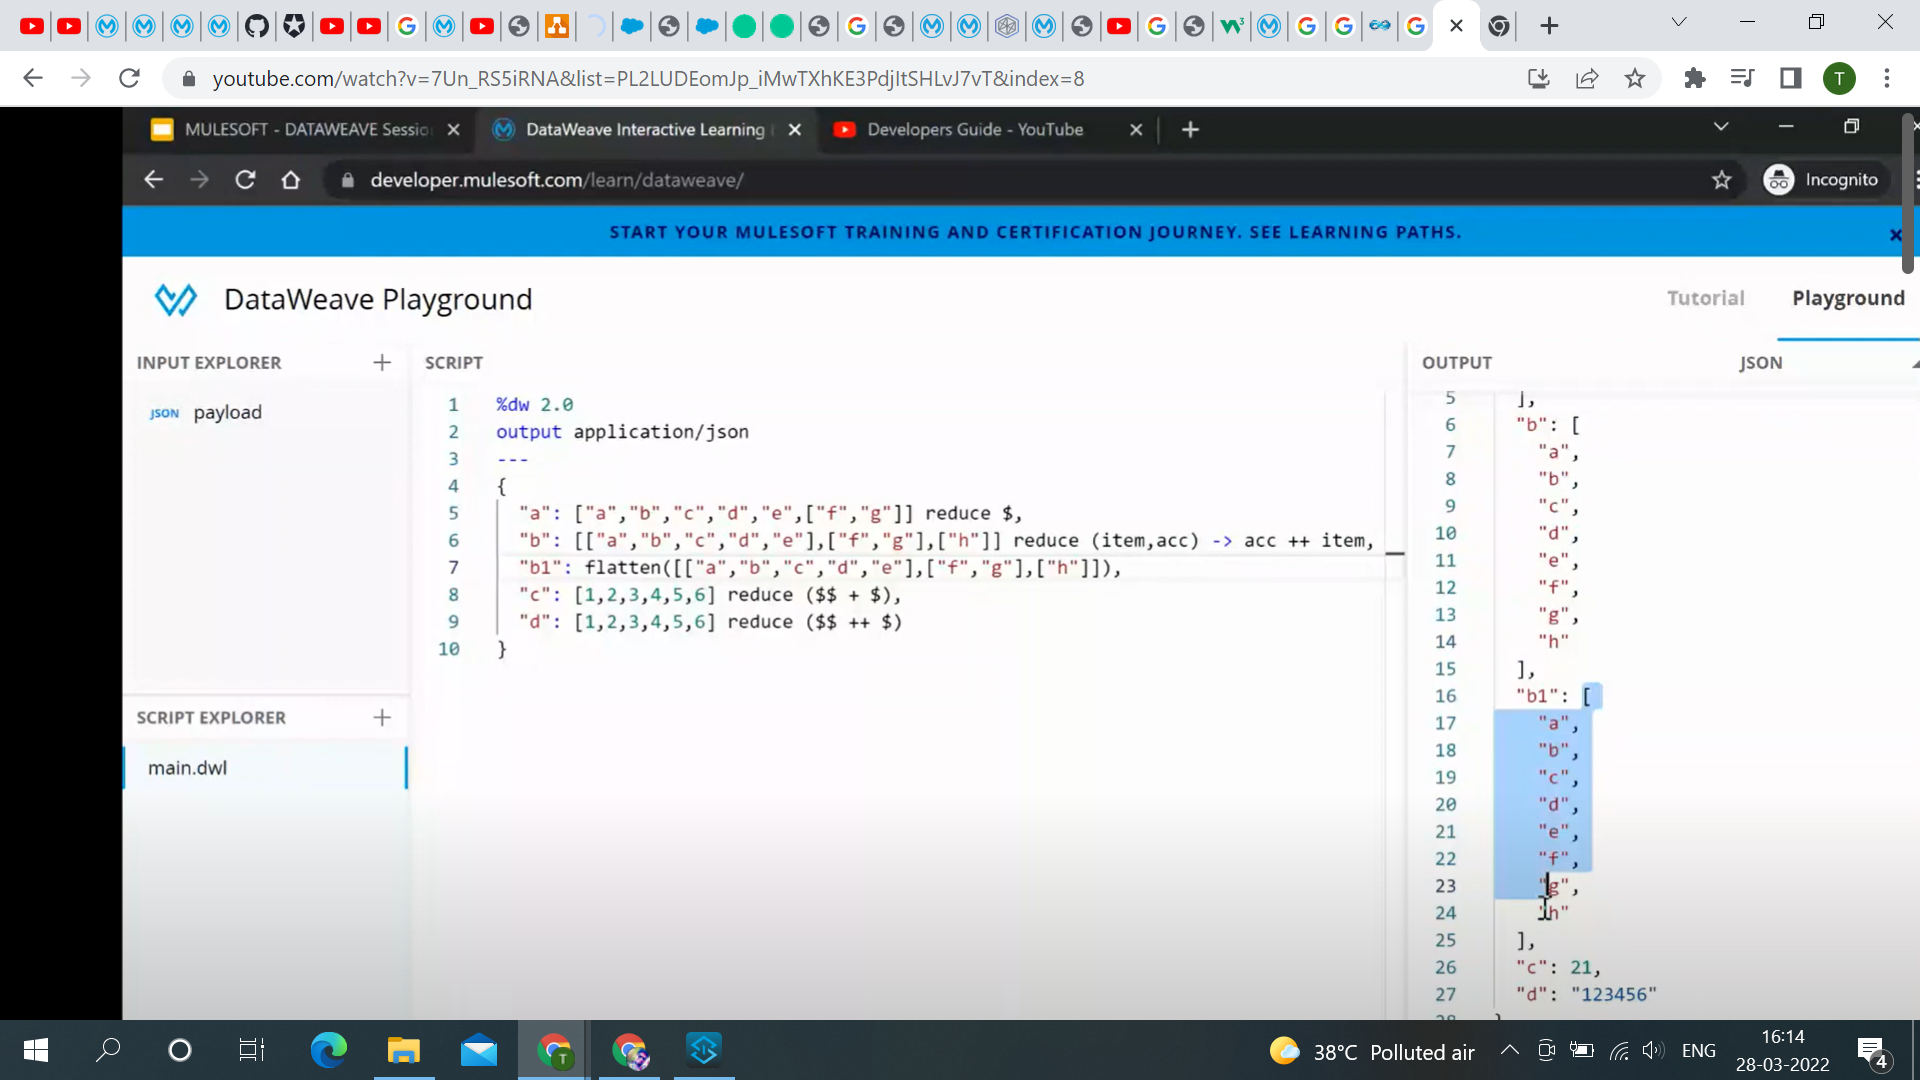 youtube.com/watch?v=7Un_RS5iRNA&list=PL2LUDEomJp_iMwTXhKE3PdjItSHLvJ7vT&index=8
T
MULESOFT - DATAWEAVE Sessio
DataWeave Interactive Learning
Developers Guide - YouTube
developer.mulesoft.com/learn/dataweave/
Incognito
START YOUR MULESOFT TRAINING AND CERTIFICATION JOURNEY. SEE LEARNING PATHS.
DataWeave Playground
Tutorial
Playground
INPUT EXPLORER
JSON payload
SCRIPT EXPLORER
main.dwl
SCRIPT
1 %dw 2.0
2 output application/json
3 ---
4 {
5 "a": ["a","b","c","d","e",["f","g"]] reduce $,
6 "b": [["a","b","c","d","e"],["f","g"],["h"]] reduce (item,acc) -> acc ++ item,
7 "b1": flatten([["a","b","c","d","e"],["f","g"],["h"]]),
8 "c": [1,2,3,4,5,6] reduce ($$ + $),
9 "d": [1,2,3,4,5,6] reduce ($$ ++ $)
10 }
OUTPUT JSON
5 ],
6 "b": [
7 "a",
8 "b",
9 "c",
10 "d",
11 "e",
12 "f",
13 "g",
14 "h"
15 ],
16 "b1": [
17 "a",
18 "b",
19 "c",
20 "d",
21 "e",
22 "f",
23 "g",
24 "h"
25 ],
26 "c": 21,
27 "d": "123456"
38°C Polluted air
ENG
16:14
28-03-2022
4